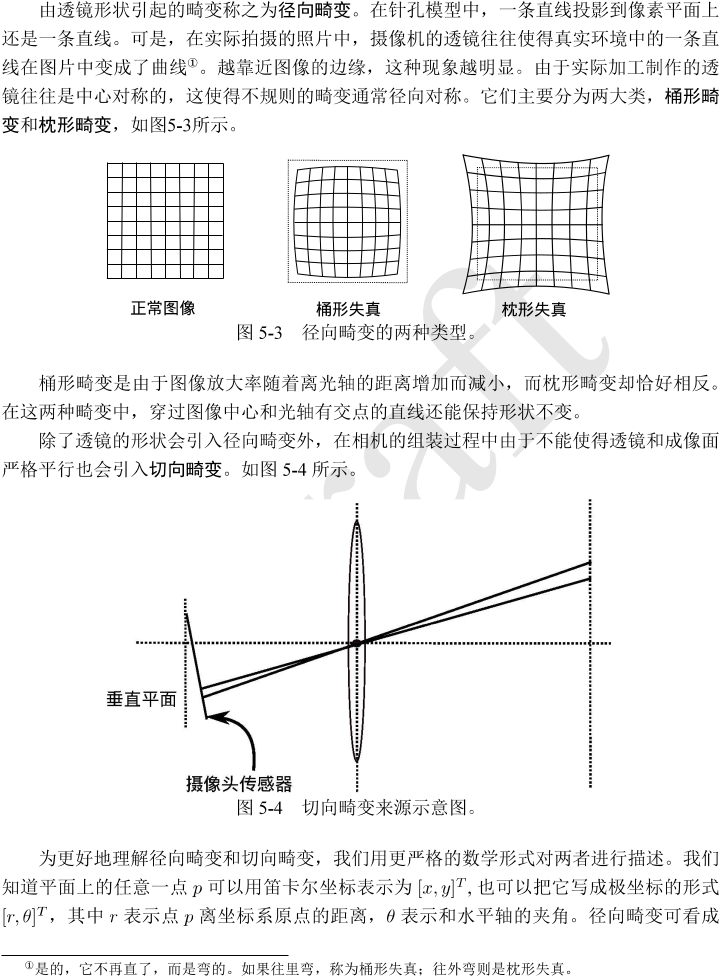 由透镜形状引起的畸变称之为径向畸变。在针孔模型中，一条直线投影到像素平面上
还是一条直线。可是，在实际拍摄的照片中，摄像机的透镜往往使得真实环境中的一条直
线在图片中变成了曲线①。越靠近图像的边缘，这种现象越明显。由于实际加工制作的透
镜往往是中心对称的，这使得不规则的畸变通常径向对称。它们主要分为两大类，桶形畸
变和枕形畸变，如图5-3所示。
正常图像 桶形失真 枕形失真
图 5-3 径向畸变的两种类型。
桶形畸变是由于图像放大率随着离光轴的距离增加而减小，而枕形畸变却恰好相反。
在这两种畸变中，穿过图像中心和光轴有交点的直线还能保持形状不变。
除了透镜的形状会引入径向畸变外，在相机的组装过程中由于不能使得透镜和成像面
严格平行也会引入切向畸变。如图 5-4 所示。
垂直平面
摄像头传感器
图 5-4 切向畸变来源示意图。
为更好地理解径向畸变和切向畸变，我们用更严格的数学形式对两者进行描述。我们
知道平面上的任意一点 p 可以用笛卡尔坐标表示为 [x, y]^T, 也可以把它写成极坐标的形式
[r, θ]^T，其中 r 表示点 p 离坐标系原点的距离，θ 表示和水平轴的夹角。径向畸变可看成
①是的，它不再直了，而是弯的。如果往里弯，称为桶形失真；往外弯则是枕形失真。
raft